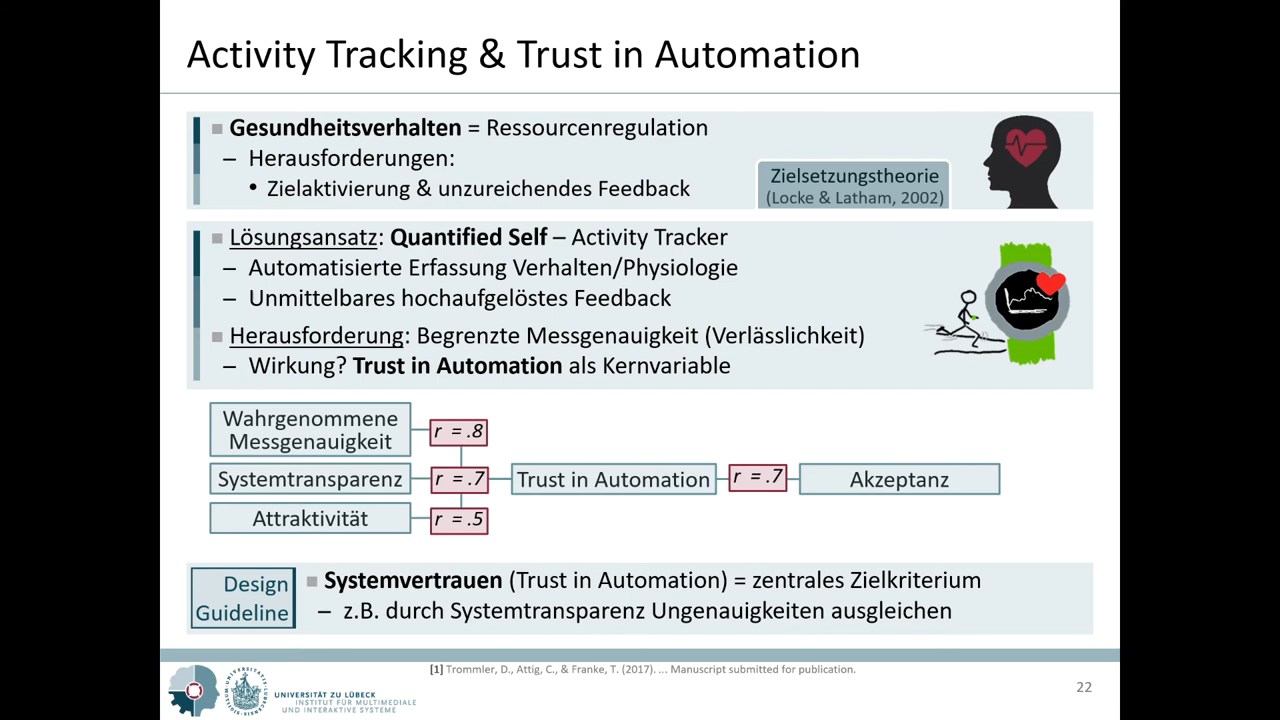 Activity Tracking & Trust in Automation
Gesundheitsverhalten = Ressourcenregulation
– Herausforderungen:
• Zielaktivierung & unzureichendes Feedback
Zielsetzungstheorie
(Locke & Latham, 2002)
Lösungsansatz: Quantified Self – Activity Tracker
– Automatisierte Erfassung Verhalten/Physiologie
– Unmittelbares hochaufgelöstes Feedback
Herausforderung: Begrenzte Messgenauigkeit (Verlässlichkeit)
– Wirkung? Trust in Automation als Kernvariable
Wahrgenommene
Messgenauigkeit
r = .8
Systemtransparenz
r = .7
Trust in Automation
r = .7
Akzeptanz
Attraktivität
r = .5
Design
Guideline
Systemvertrauen (Trust in Automation) = zentrales Zielkriterium
– z.B. durch Systemtransparenz Ungenauigkeiten ausgleichen
[1] Trommler, D., Attig, C., & Franke, T. (2017). ... Manuscript submitted for publication.
UNIVERSITÄT ZU LÜBECK
INSTITUT FÜR MULTIMEDIALE
UND INTERAKTIVE SYSTEME
22